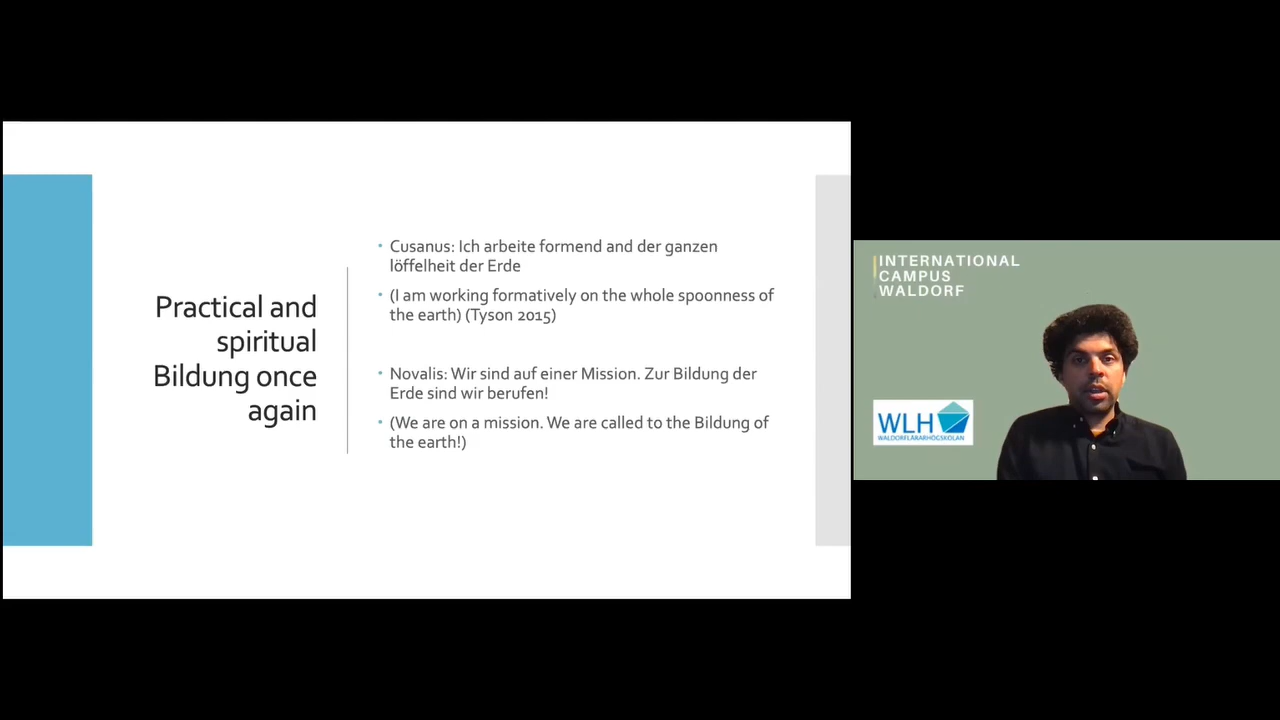 Practical and
spiritual
Bildung once
again
• Cusanus: Ich arbeite formend and der ganzen
löffelheit der Erde
• (I am working formatively on the whole spoonness of
the earth) (Tyson 2015)
• Novalis: Wir sind auf einer Mission. Zur Bildung der
Erde sind wir berufen!
• (We are on a mission. We are called to the Bildung of
the earth!)
INTERNATIONAL
CAMPUS
WALDORF
WLH
WALDORFLÄRARHÖGSKOLAN